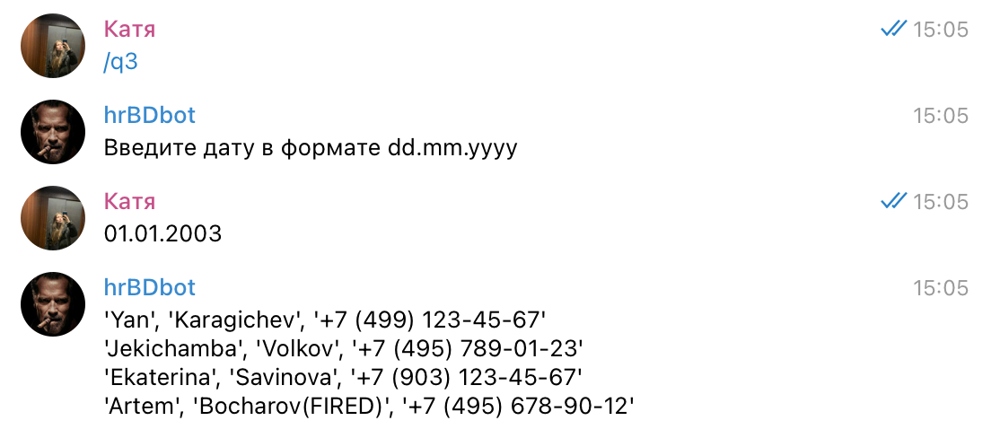 Катя 15:05
/q3
hrBDbot 15:05
Введите дату в формате dd.mm.yyyy
Катя 15:05
01.01.2003
hrBDbot 15:05
'Yan', 'Karagichev', '+7 (499) 123-45-67'
'Jekichamba', 'Volkov', '+7 (495) 789-01-23'
'Ekaterina', 'Savinova', '+7 (903) 123-45-67'
'Artem', 'Bocharov(FIRED)', '+7 (495) 678-90-12'